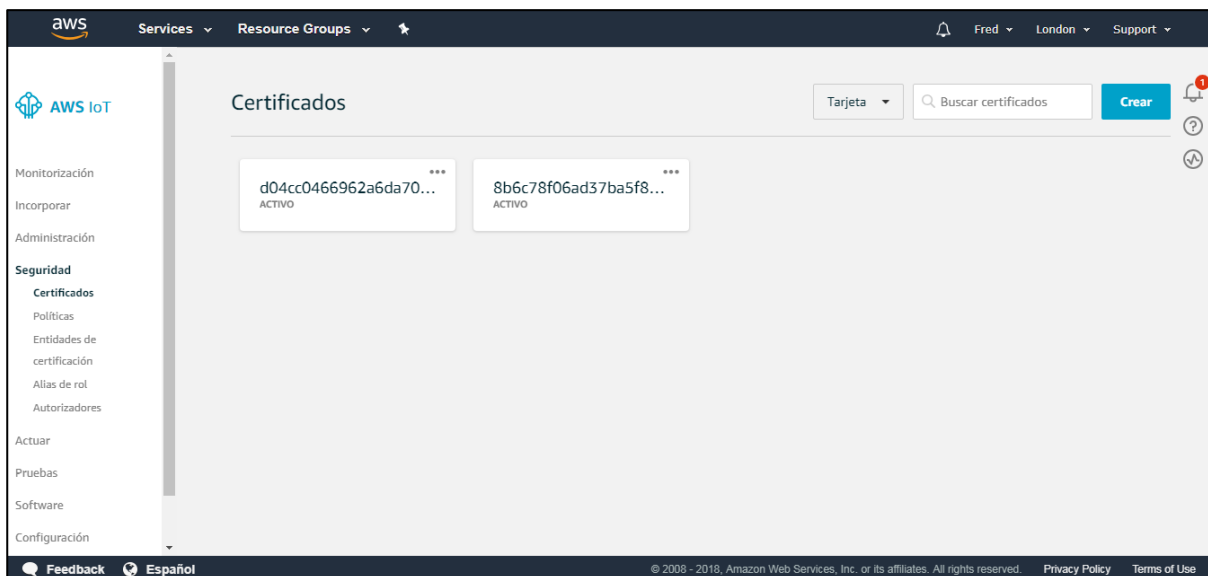 aws Services Resource Groups Fred London Support
AWS IoT
Certificados
Tarjeta
Buscar certificados
Crear
1
Monitorización
Incorporar
Administración
Seguridad
Certificados
Políticas
Entidades de
certificación
Alias de rol
Autorizadores
Actuar
Pruebas
Software
Configuración
d04cc0466962a6da70...
ACTIVO
8b6c78f06ad37ba5f8...
ACTIVO
Feedback Español © 2008 - 2018, Amazon Web Services, Inc. or its affiliates. All rights reserved. Privacy Policy Terms of Use